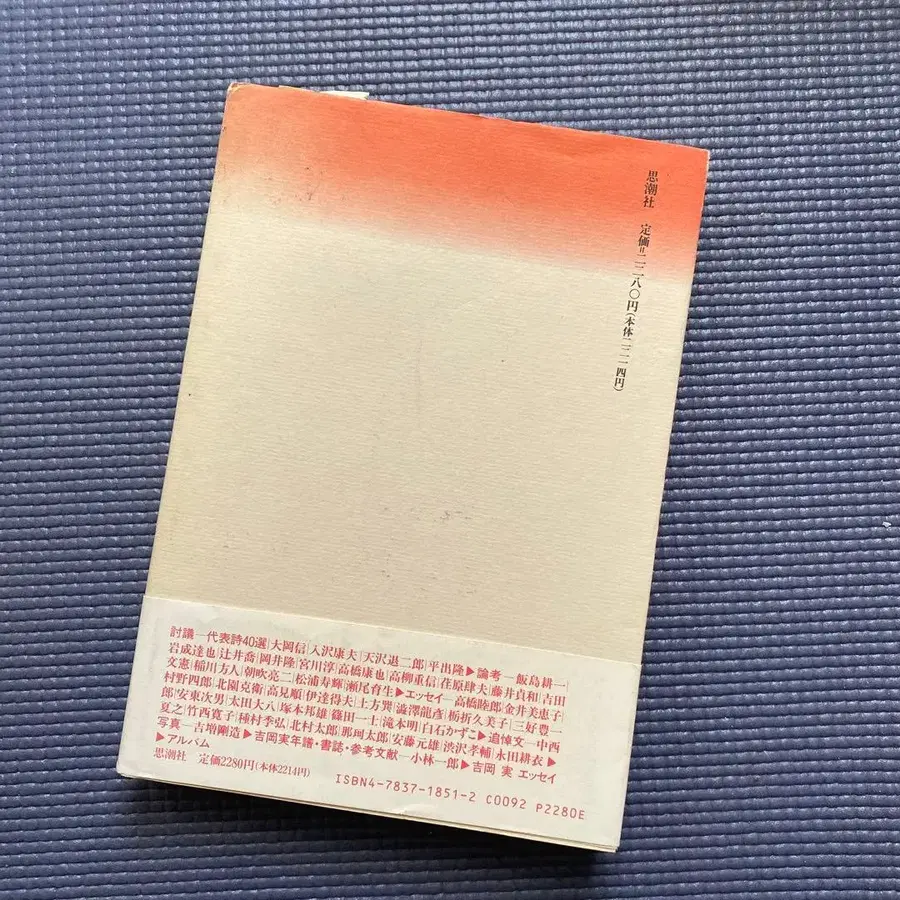 思潮社 定価=二二八〇円(本体二二一四円)
討議─代表詩40選|大岡信|入沢康夫|天沢退二郎|平出隆▶論考─飯島耕一
岩成達也|辻井喬|岡井隆|宮川淳|高橋康也|高柳重信|荏原肆夫|藤井貞和|吉田
文憲|稲川方人|朝吹亮二|松浦寿輝|瀬尾育生▶エッセイ─高橋睦郎|金井美恵子|
村野四郎|北園克衛|高見順|伊達得夫|土方巽|澁澤龍彦|栃折久美子|三好豊一
郎|安東次男|太田大八|塚本邦雄|篠田一士|滝本明|白石かずこ▶追悼文─中西
夏之|竹西寛子|種村季弘|北村太郎|那珂太郎|安藤元雄|渋沢孝輔|永田耕衣▶
写真─吉増剛造▶吉岡実年譜・書誌・参考文献─小林一郎▶吉岡 実 エッセイ
▶アルバム
思潮社 定価2280円(本体2214円)
ISBN4-7837-1851-2 C0092 P2280E